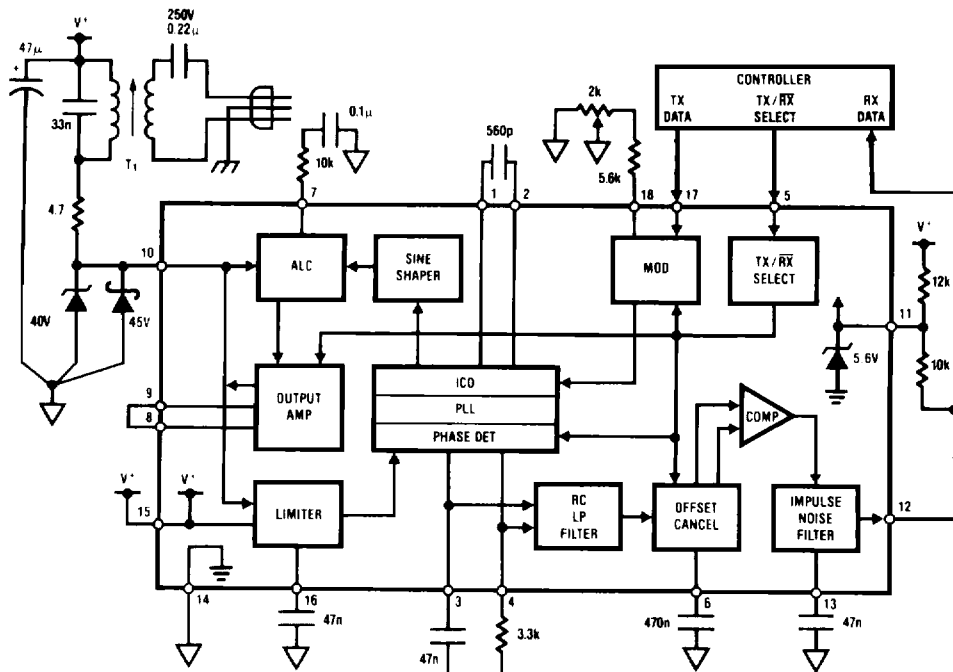 250V
0.22µ
V+
47µ
+
33n
T1
4.7
0.1µ
10k
560p
2k
5.6k
CONTROLLER
TX
DATA
TX/RX
SELECT
RX
DATA
7
1
2
18
17
5
10
ALC
SINE
SHAPER
MOD
TX/RX
SELECT
V+
12k
11
5.6V
10k
40V
45V
9
8
OUTPUT
AMP
ICO
PLL
PHASE DET
COMP
V+
V+
15
LIMITER
RC
LP
FILTER
OFFSET
CANCEL
IMPULSE
NOISE
FILTER
12
14
16
47n
3
47n
4
3.3k
6
470n
13
47n